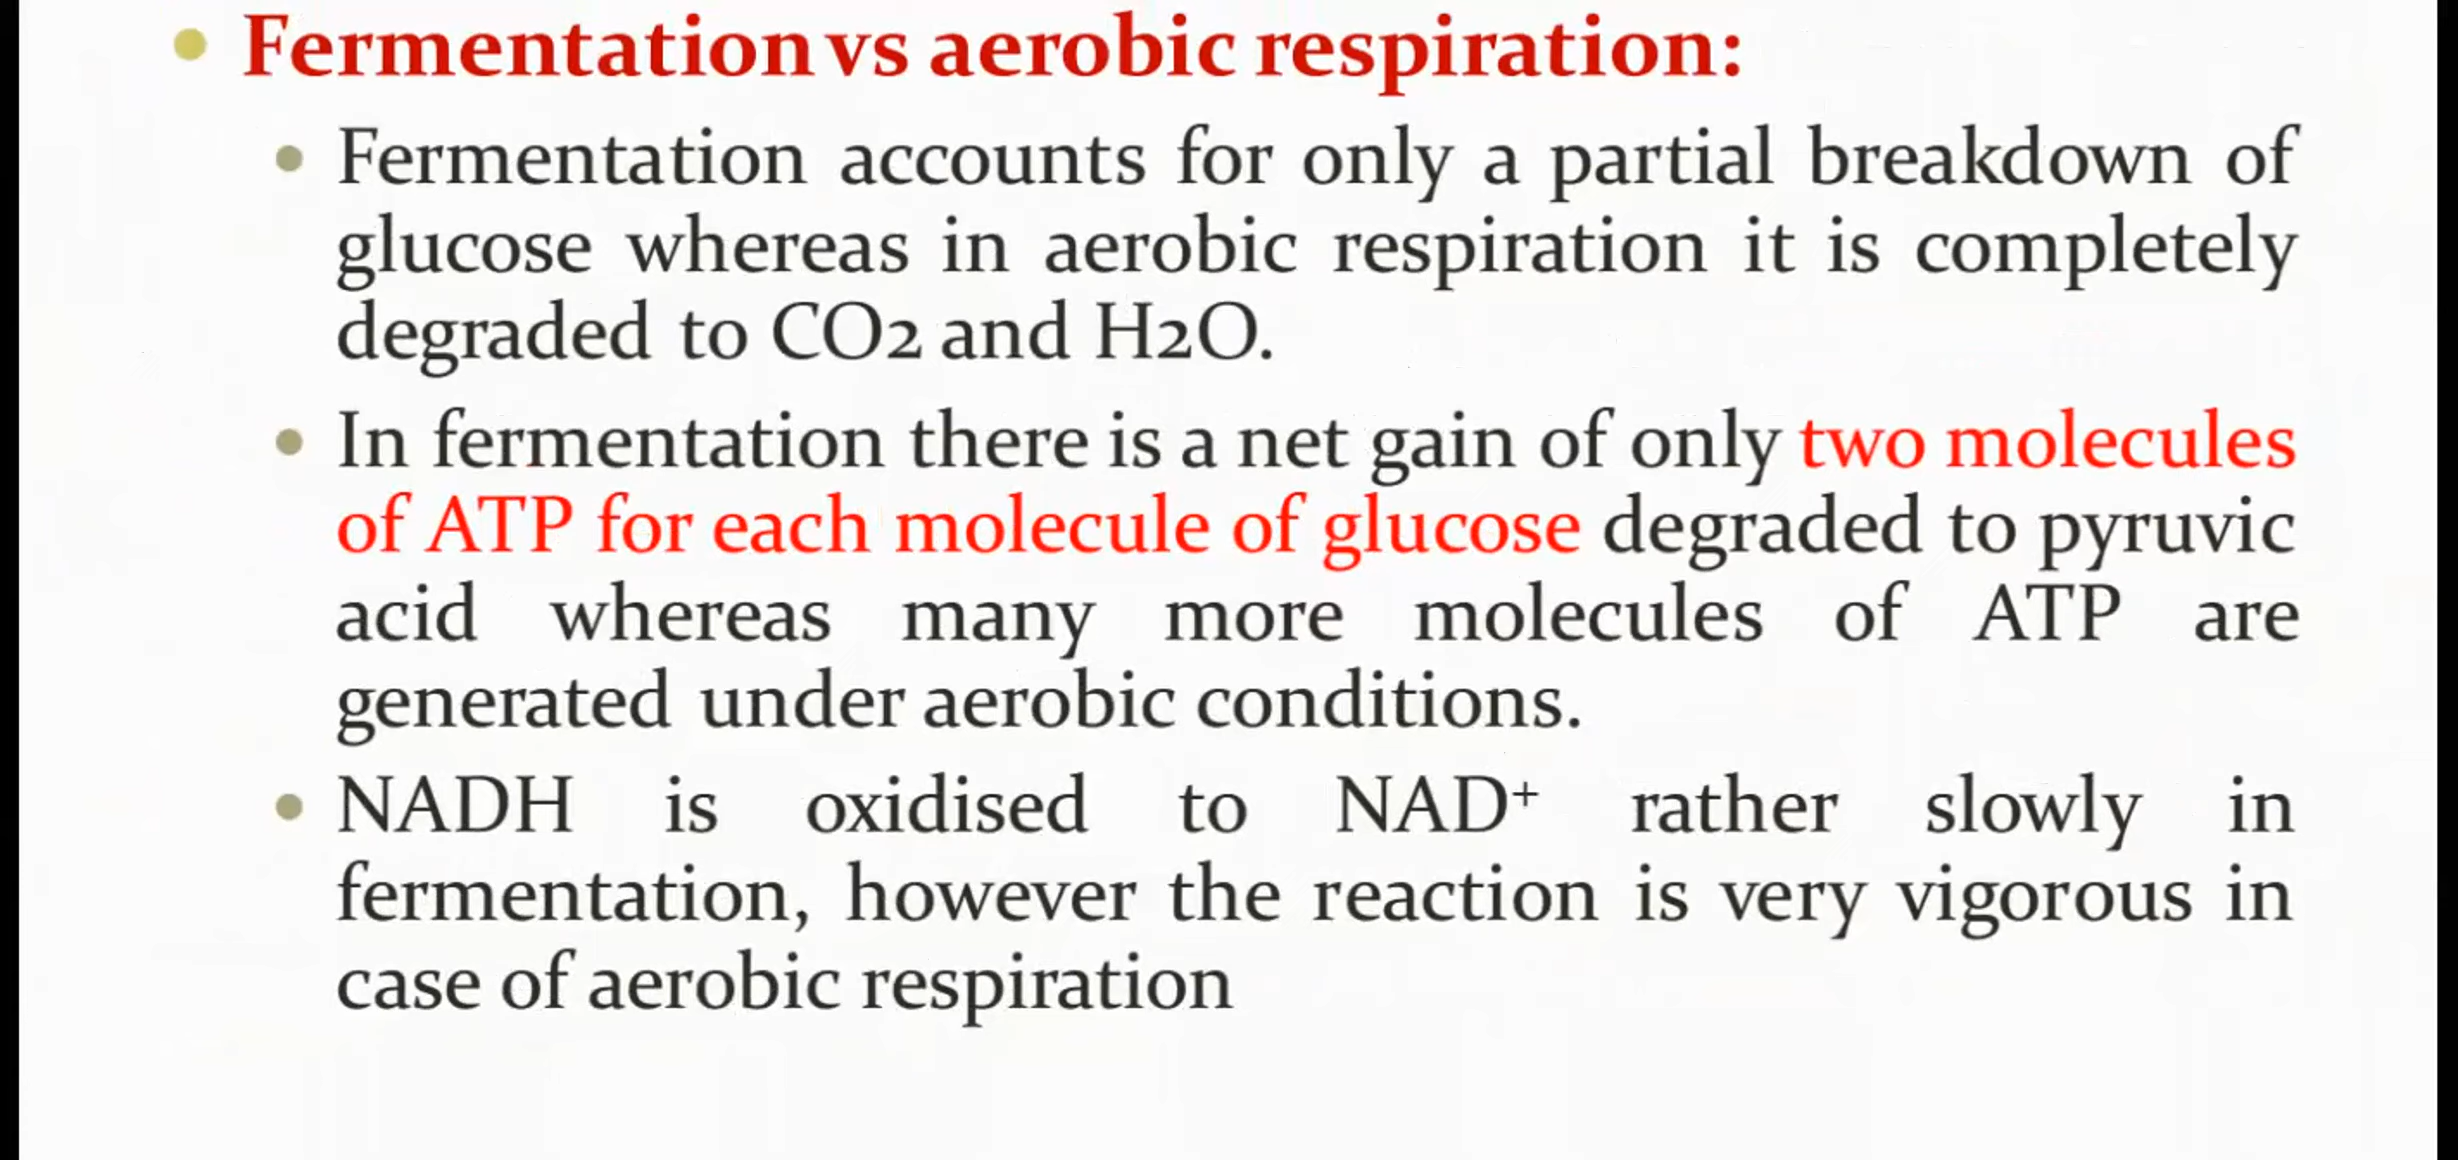 Fermentation vs aerobic respiration:
Fermentation accounts for only a partial breakdown of
glucose whereas in aerobic respiration it is completely
degraded to CO2 and H2O.
In fermentation there is a net gain of only two molecules
of ATP for each molecule of glucose degraded to pyruvic
acid whereas many more molecules of ATP are
generated under aerobic conditions.
NADH is oxidised to NAD⁺ rather slowly in
fermentation, however the reaction is very vigorous in
case of aerobic respiration